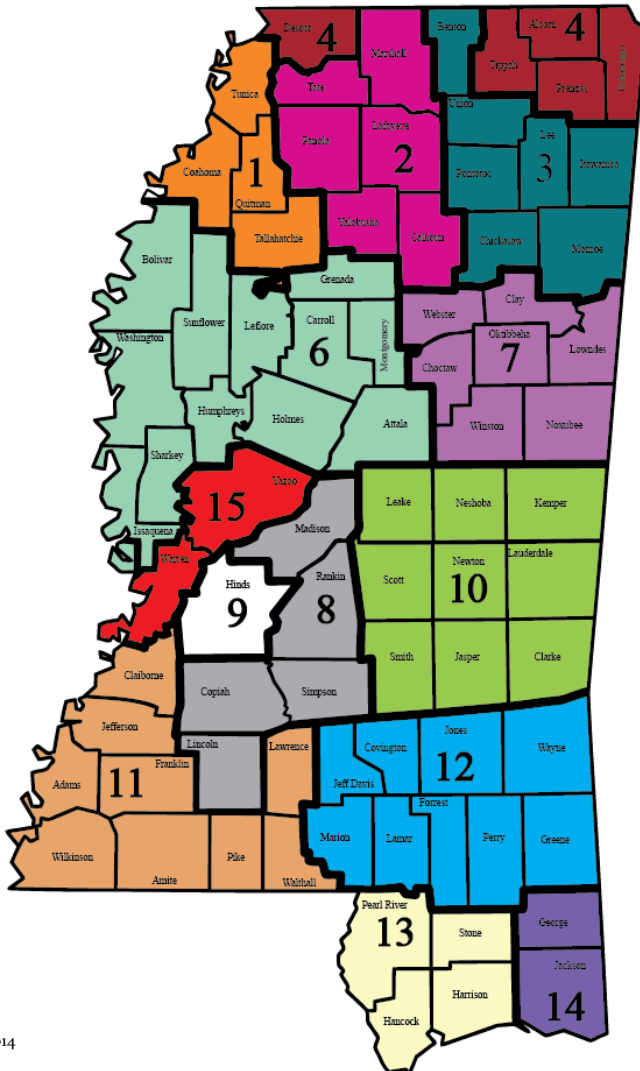 Desoto
4
Marshall
Benton
Alcorn
4
Tippah
Prentiss
Tunica
Tate
Union
Panola
Lafayette
2
Lee
3
Itawamba
Pontotoc
Coahoma
1
Quitman
Yalobusha
Calhoun
Chickasaw
Monroe
Tallahatchie
Bolivar
Grenada
Webster
Clay
Oktibbeha
7
Lowndes
Choctaw
Washington
Sunflower
Leflore
Carroll
6
Montgomery
Humphreys
Holmes
Attala
Winston
Noxubee
Sharkey
Issaquena
Yazoo
15
Warren
Madison
Leake
Neshoba
Kemper
Hinds
9
Rankin
8
Scott
Newton
10
Lauderdale
Smith
Jasper
Clarke
Claiborne
Copiah
Simpson
Jefferson
Lincoln
Lawrence
Adams
Franklin
11
Covington
Jones
12
Wayne
Jeff Davis
Forrest
Marion
Lamar
Perry
Greene
Wilkinson
Amite
Pike
Walthall
Pearl River
13
Stone
George
Hancock
Harrison
Jackson
14
014